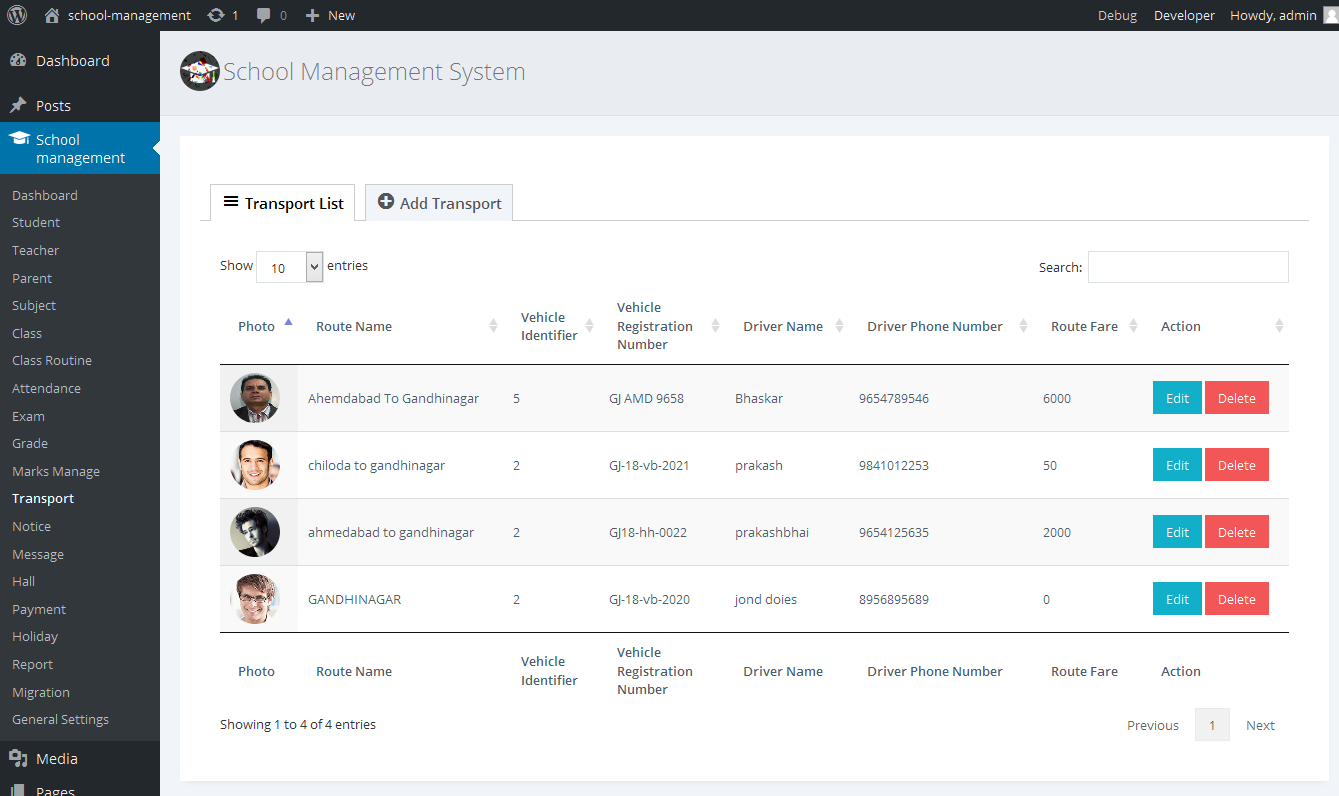 school-management 1 0 New Debug Developer Howdy, admin
Dashboard
Posts
School
management
Dashboard
Student
Teacher
Parent
Subject
Class
Class Routine
Attendance
Exam
Grade
Marks Manage
Transport
Notice
Message
Hall
Payment
Holiday
Report
Migration
General Settings
Media
Pages
School Management System
Transport List Add Transport
Show 10 entries Search:
Photo Route Name Vehicle Identifier Vehicle Registration Number Driver Name Driver Phone Number Route Fare Action
Ahemdabad To Gandhinagar 5 GJ AMD 9658 Bhaskar 9654789546 6000 Edit Delete
chiloda to gandhinagar 2 GJ-18-vb-2021 prakash 9841012253 50 Edit Delete
ahmedabad to gandhinagar 2 GJ18-hh-0022 prakashbhai 9654125635 2000 Edit Delete
GANDHINAGAR 2 GJ-18-vb-2020 jond doies 8956895689 0 Edit Delete
Photo Route Name Vehicle Identifier Vehicle Registration Number Driver Name Driver Phone Number Route Fare Action
Showing 1 to 4 of 4 entries Previous 1 Next